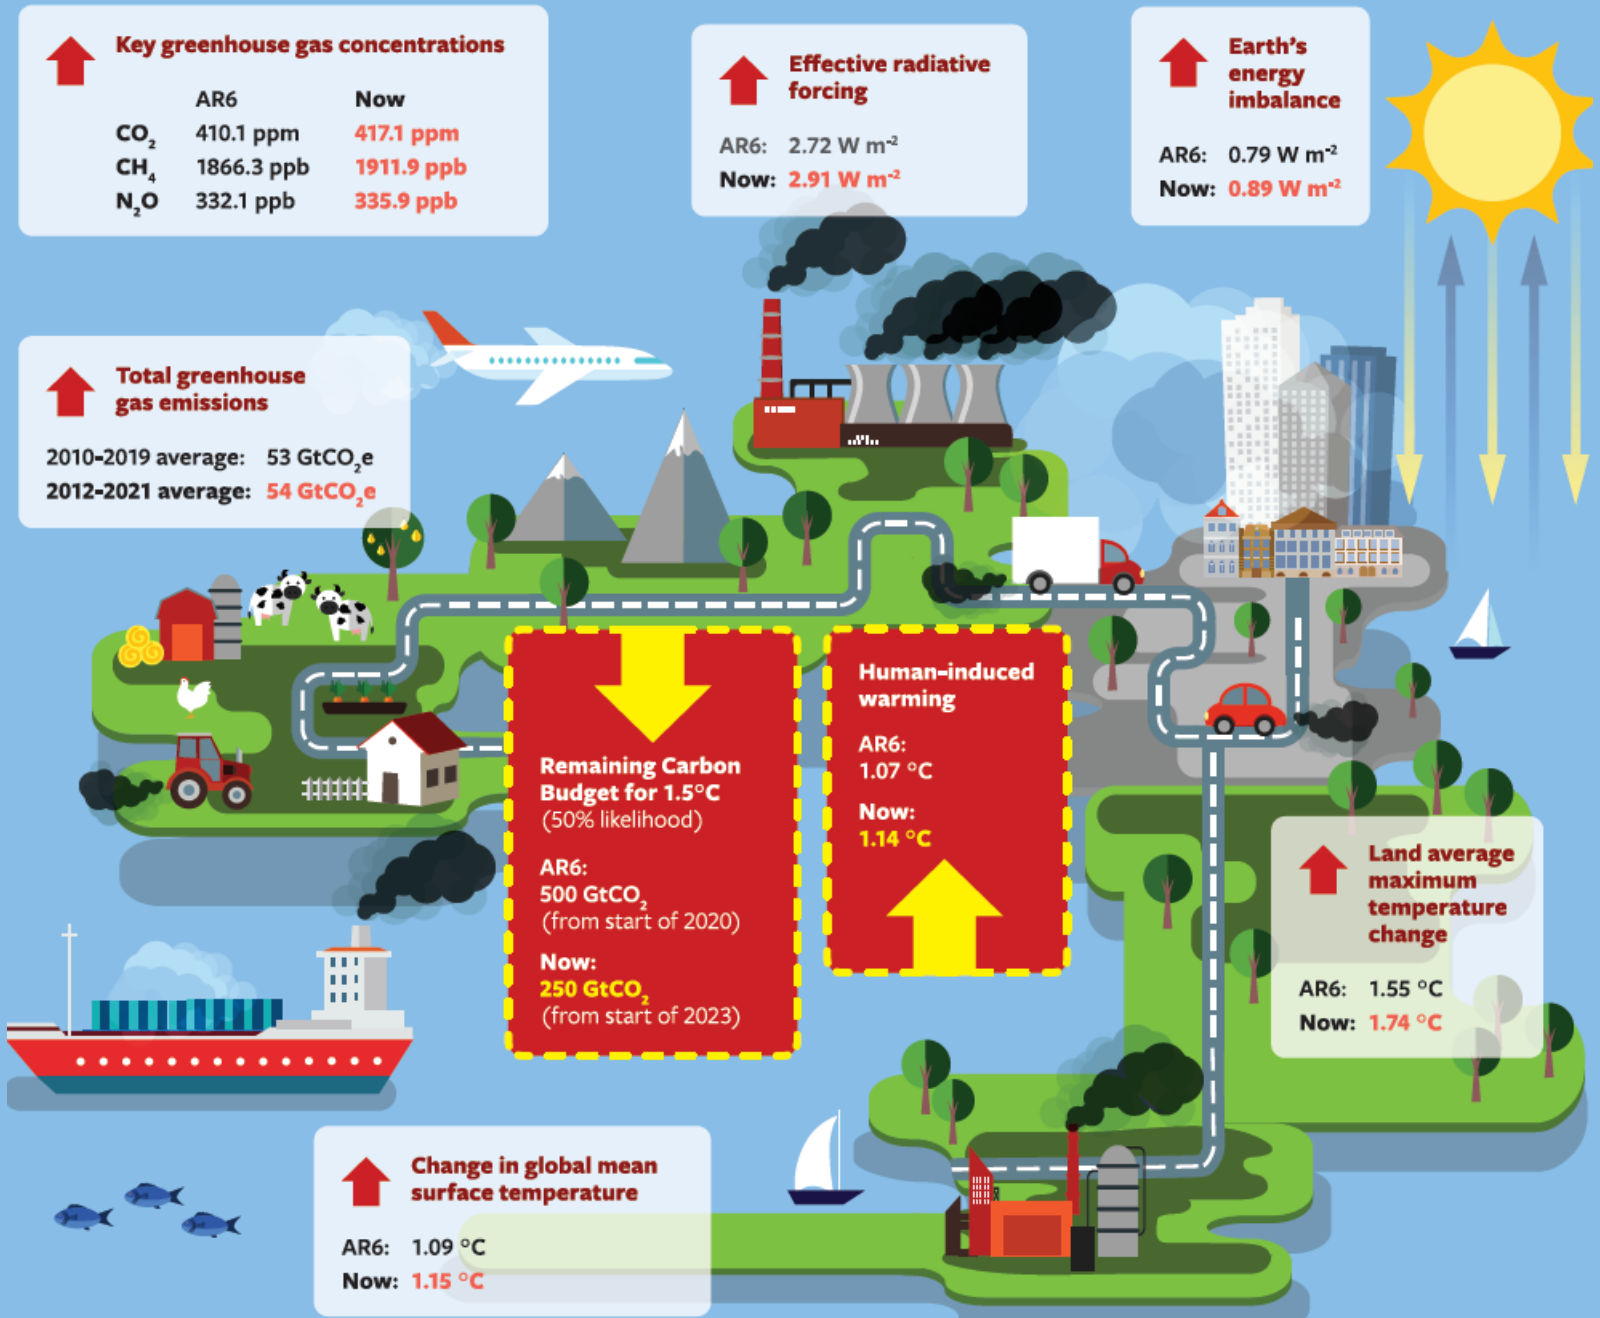 Key greenhouse gas concentrations
AR6 Now
CO₂ 410.1 ppm 417.1 ppm
CH₄ 1866.3 ppb 1911.9 ppb
N₂O 332.1 ppb 335.9 ppb
Effective radiative
forcing
AR6: 2.72 W m⁻²
Now: 2.91 W m⁻²
Earth's
energy
imbalance
AR6: 0.79 W m⁻²
Now: 0.89 W m⁻²
Total greenhouse
gas emissions
2010-2019 average: 53 GtCO₂e
2012-2021 average: 54 GtCO₂e
Remaining Carbon
Budget for 1.5°C
(50% likelihood)
AR6:
500 GtCO₂
(from start of 2020)
Now:
250 GtCO₂
(from start of 2023)
Human-induced
warming
AR6:
1.07 °C
Now:
1.14 °C
Land average
maximum
temperature
change
AR6: 1.55 °C
Now: 1.74 °C
Change in global mean
surface temperature
AR6: 1.09 °C
Now: 1.15 °C